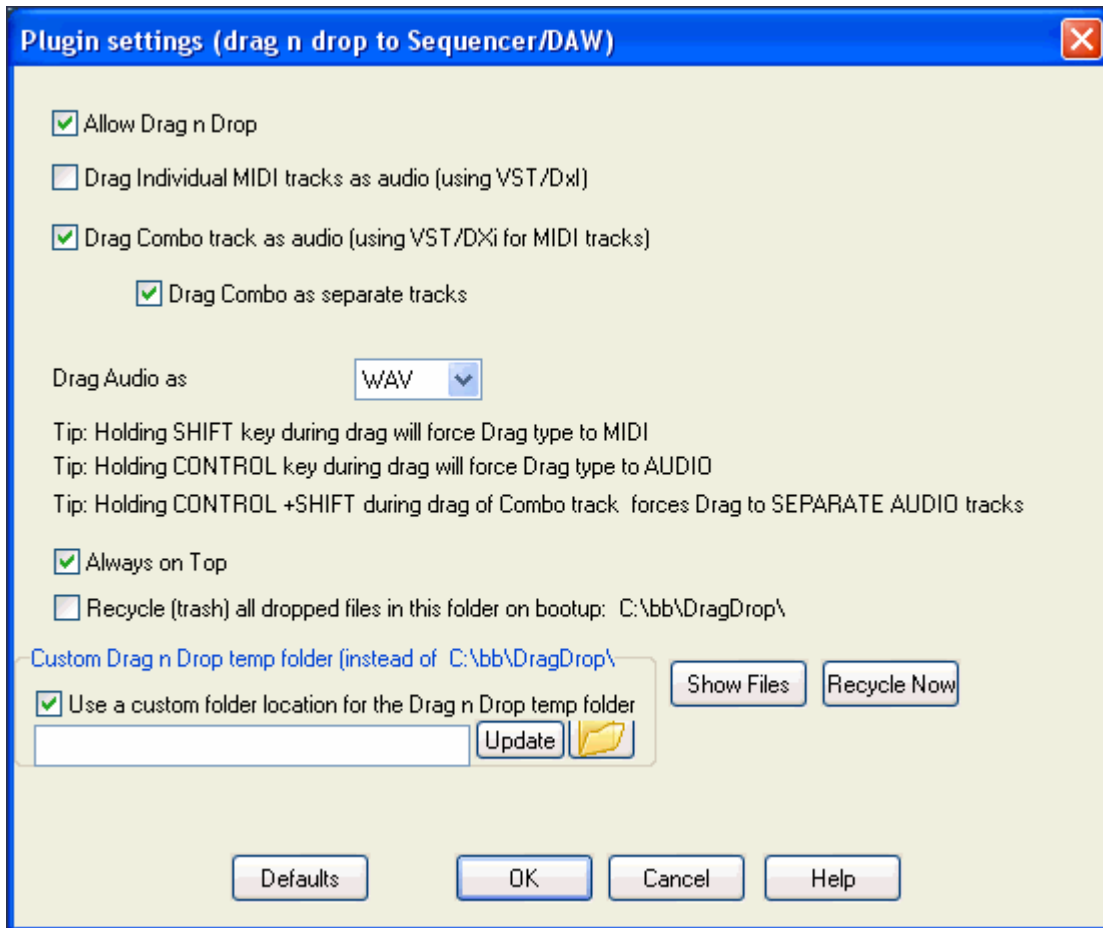 Plugin settings (drag n drop to Sequencer/DAW)
Allow Drag n Drop
Drag Individual MIDI tracks as audio (using VST/DxI)
Drag Combo track as audio (using VST/DXi for MIDI tracks)
Drag Combo as separate tracks
Drag Audio as WAV
Tip: Holding SHIFT key during drag will force Drag type to MIDI
Tip: Holding CONTROL key during drag will force Drag type to AUDIO
Tip: Holding CONTROL +SHIFT during drag of Combo track  forces Drag to SEPARATE AUDIO tracks
Always on Top
Recycle (trash) all dropped files in this folder on bootup:  C:\bb\DragDrop\
Custom Drag n Drop temp folder (instead of  C:\bb\DragDrop\
Show Files Recycle Now
Use a custom folder location for the Drag n Drop temp folder
Update
Defaults OK Cancel Help